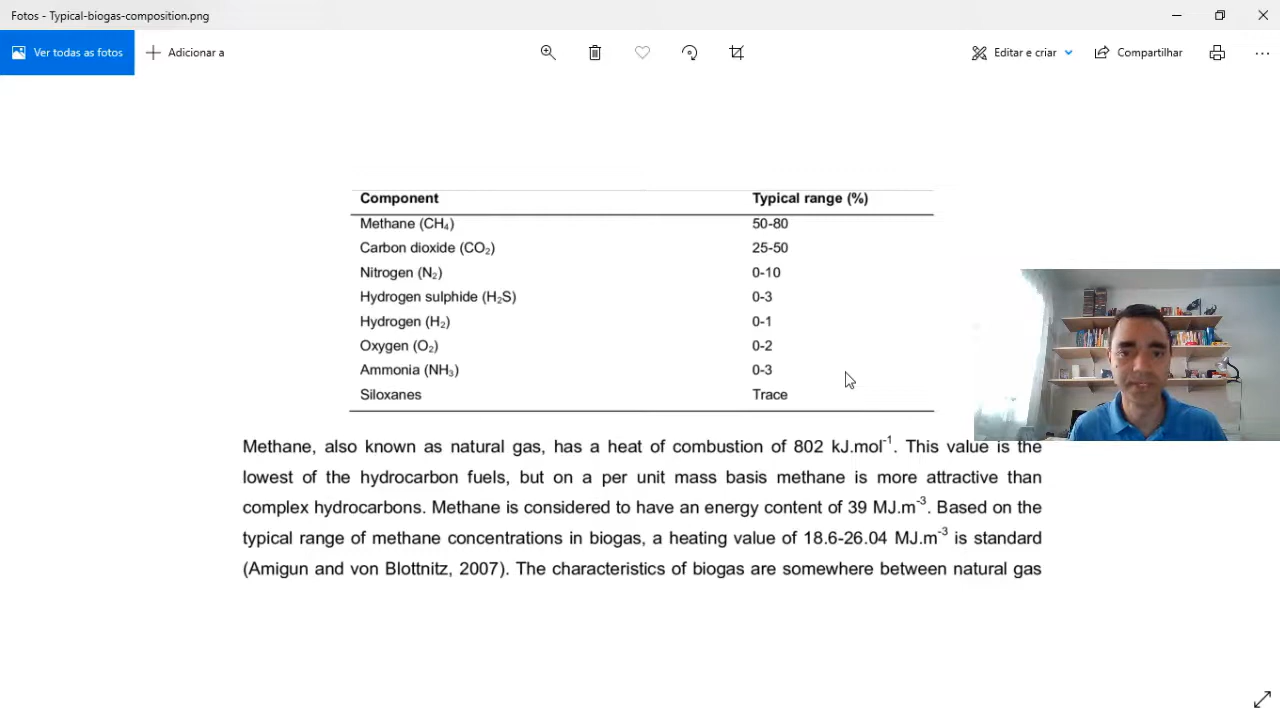 Fotos - Typical-biogas-composition.png
Ver todas as fotos
Adicionar a
Editar e criar
Compartilhar
Component Typical range (%)
Methane (CH₄) 50-80
Carbon dioxide (CO₂) 25-50
Nitrogen (N₂) 0-10
Hydrogen sulphide (H₂S) 0-3
Hydrogen (H₂) 0-1
Oxygen (O₂) 0-2
Ammonia (NH₃) 0-3
Siloxanes Trace
Methane, also known as natural gas, has a heat of combustion of 802 kJ.mol⁻¹. This value is the
lowest of the hydrocarbon fuels, but on a per unit mass basis methane is more attractive than
complex hydrocarbons. Methane is considered to have an energy content of 39 MJ.m⁻³. Based on the
typical range of methane concentrations in biogas, a heating value of 18.6-26.04 MJ.m⁻³ is standard
(Amigun and von Blottnitz, 2007). The characteristics of biogas are somewhere between natural gas